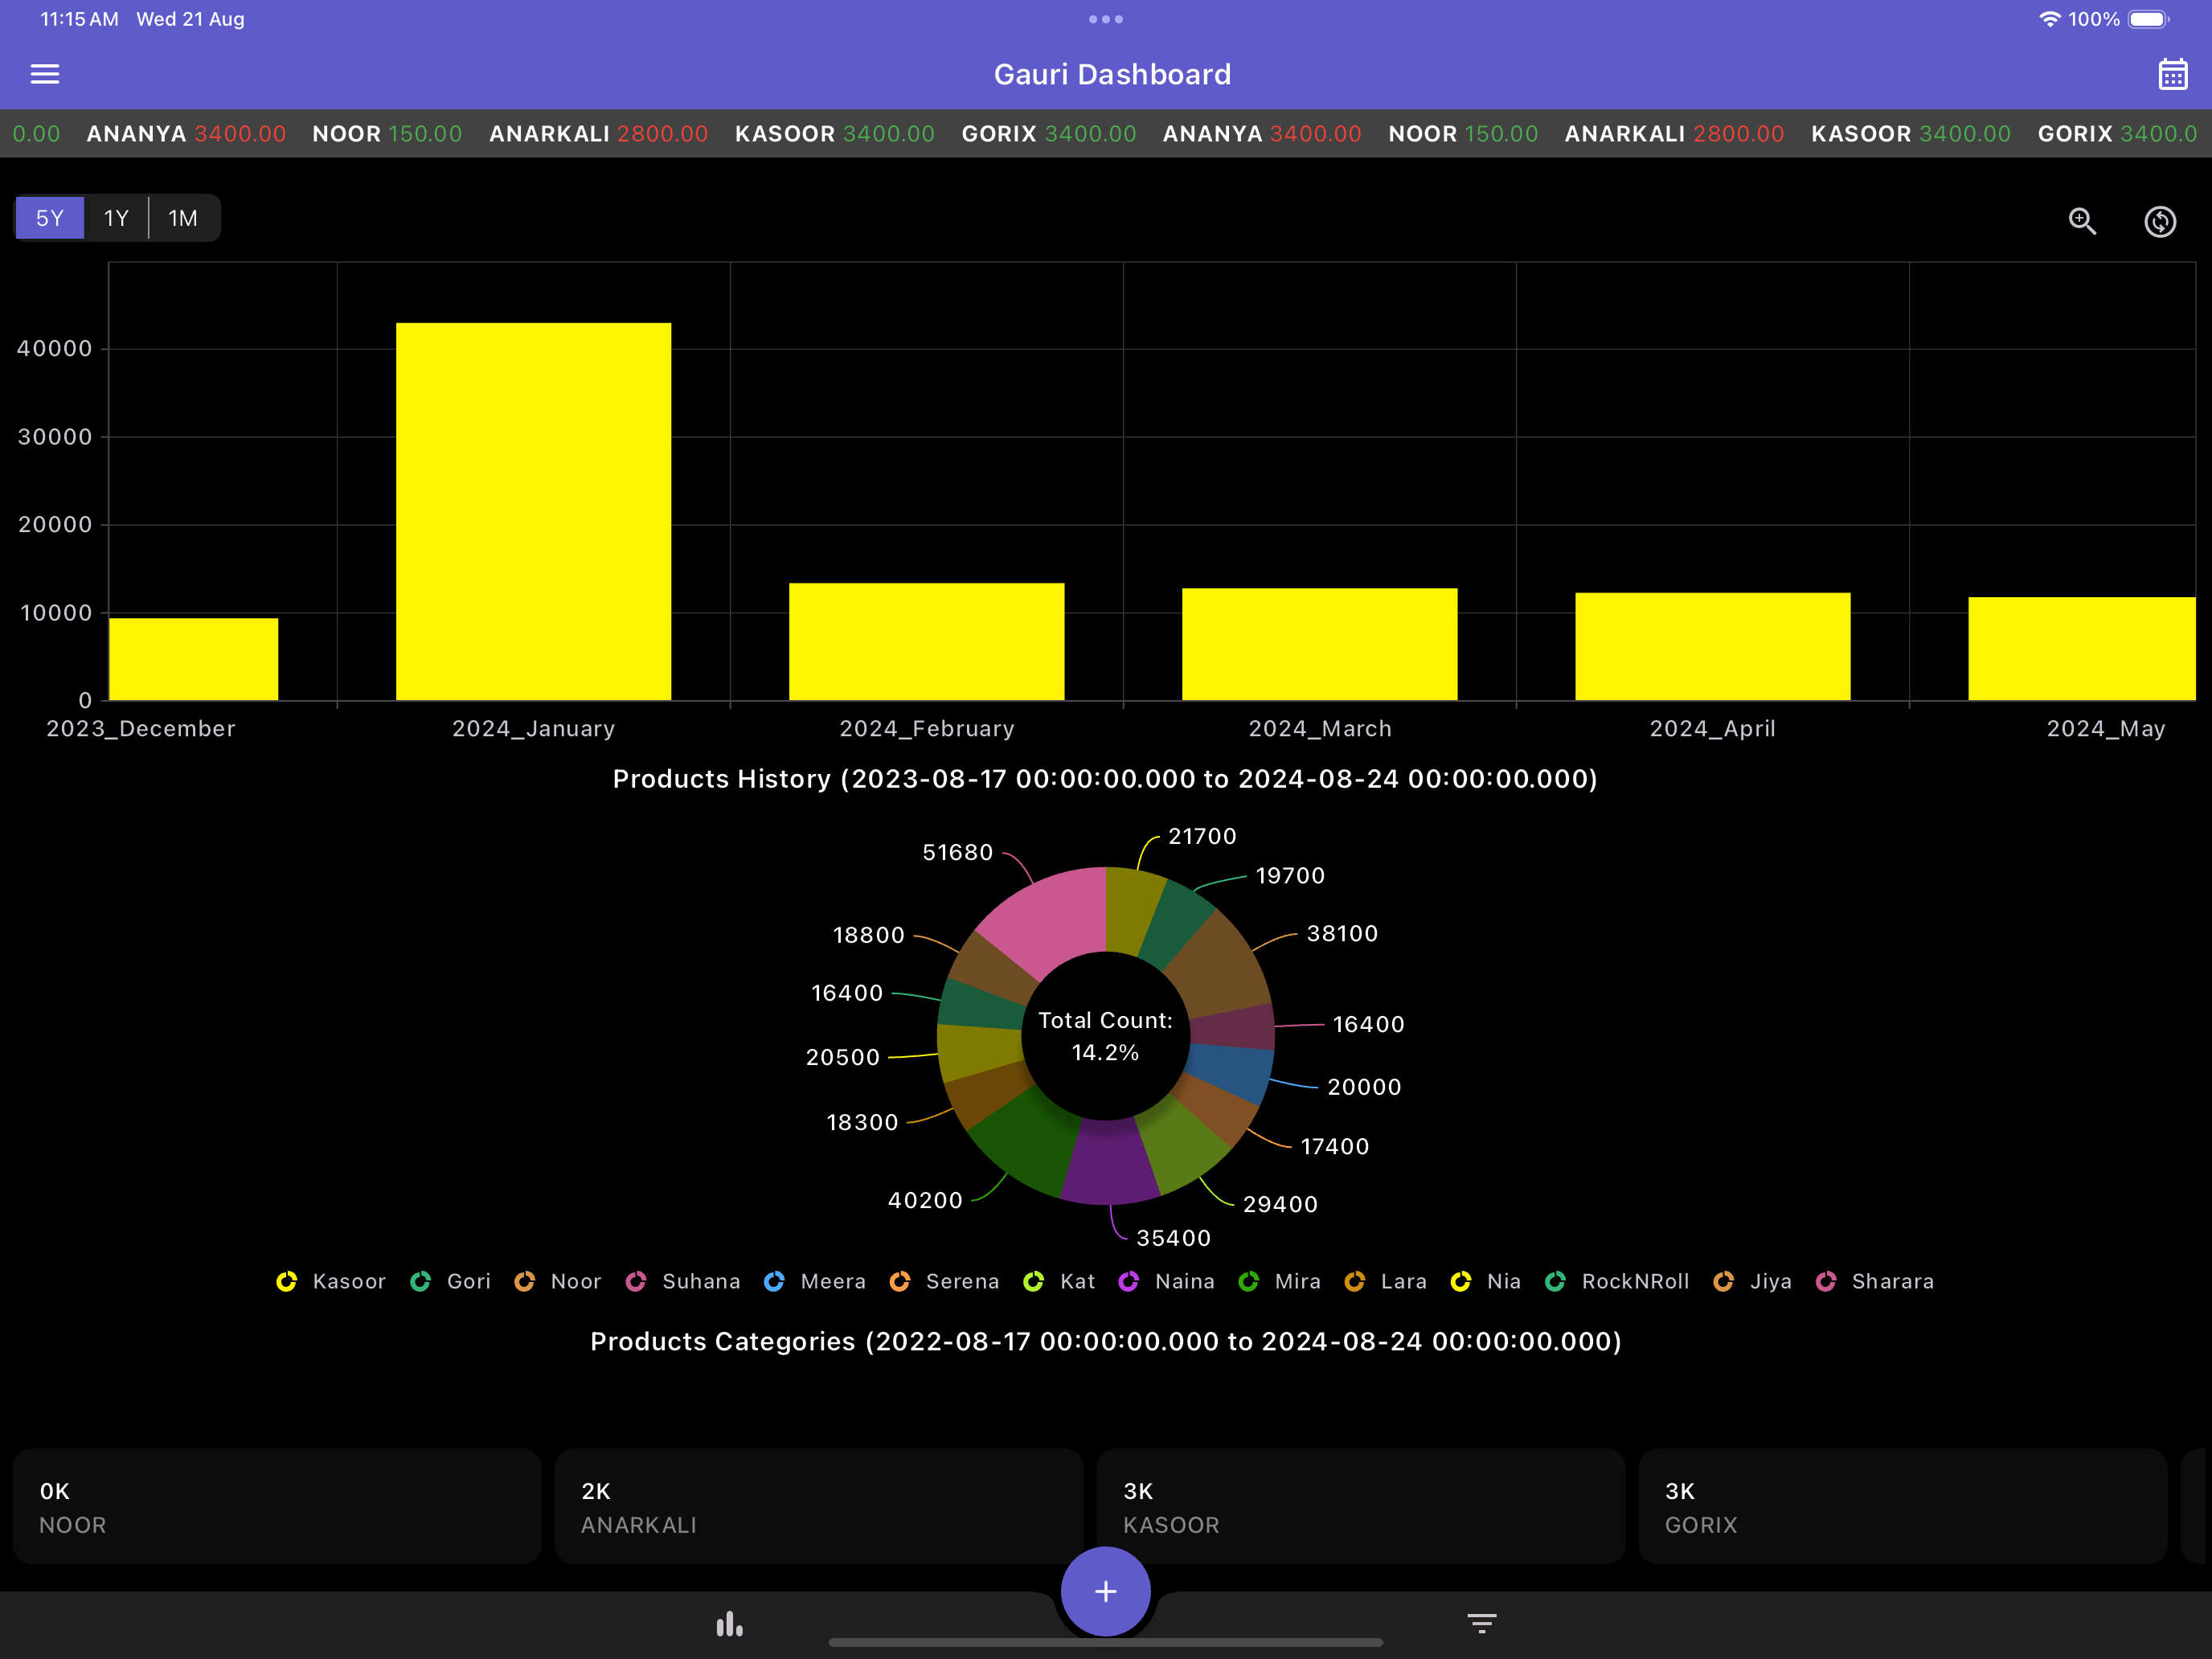 11:15 AM Wed 21 Aug 100%
Gauri Dashboard
0.00 ANANYA 3400.00 NOOR 150.00 ANARKALI 2800.00 KASOOR 3400.00 GORIX 3400.00 ANANYA 3400.00 NOOR 150.00 ANARKALI 2800.00 KASOOR 3400.00 GORIX 3400.0
5Y 1Y 1M
40000
30000
20000
10000
0
2023_December 2024_January 2024_February 2024_March 2024_April 2024_May
Products History (2023-08-17 00:00:00.000 to 2024-08-24 00:00:00.000)
21700
51680
19700
18800
38100
16400
16400
Total Count:
14.2%
20500
20000
18300
17400
40200
29400
35400
Kasoor Gori Noor Suhana Meera Serena Kat Naina Mira Lara Nia RockNRoll Jiya Sharara
Products Categories (2022-08-17 00:00:00.000 to 2024-08-24 00:00:00.000)
0K 2K 3K 3K
NOOR ANARKALI KASOOR GORIX